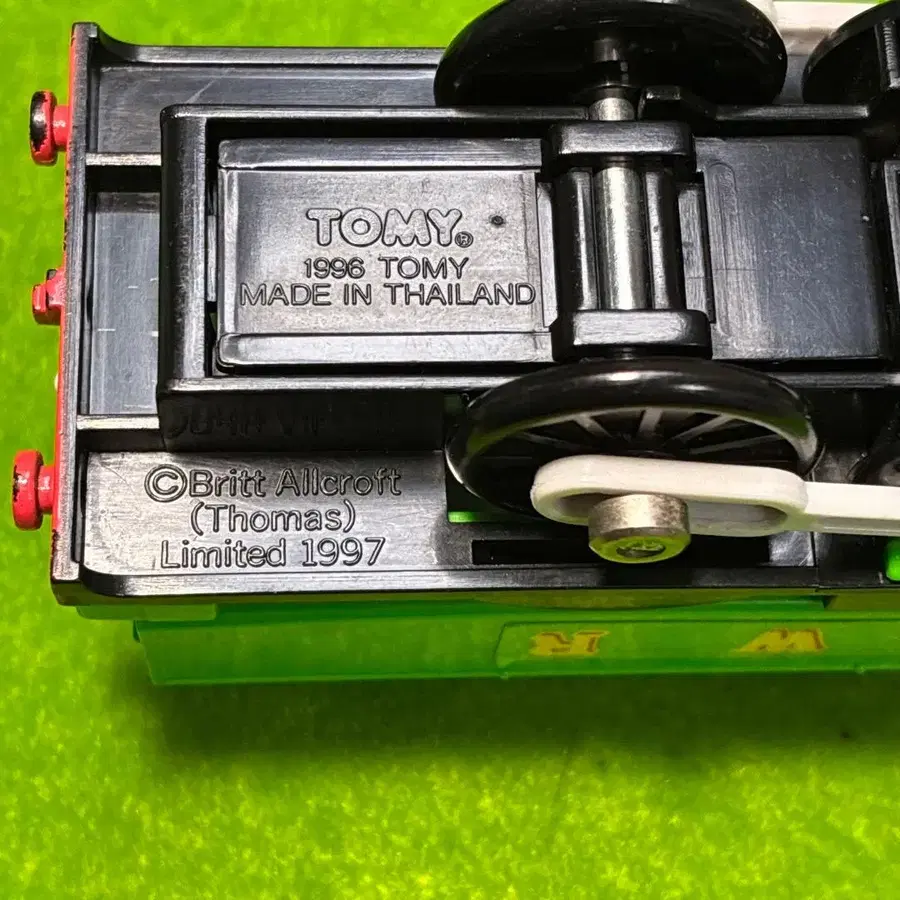 TOMY®
1996 TOMY
MADE IN THAILAND
©Britt Allcroft
(Thomas)
Limited 1997
R W